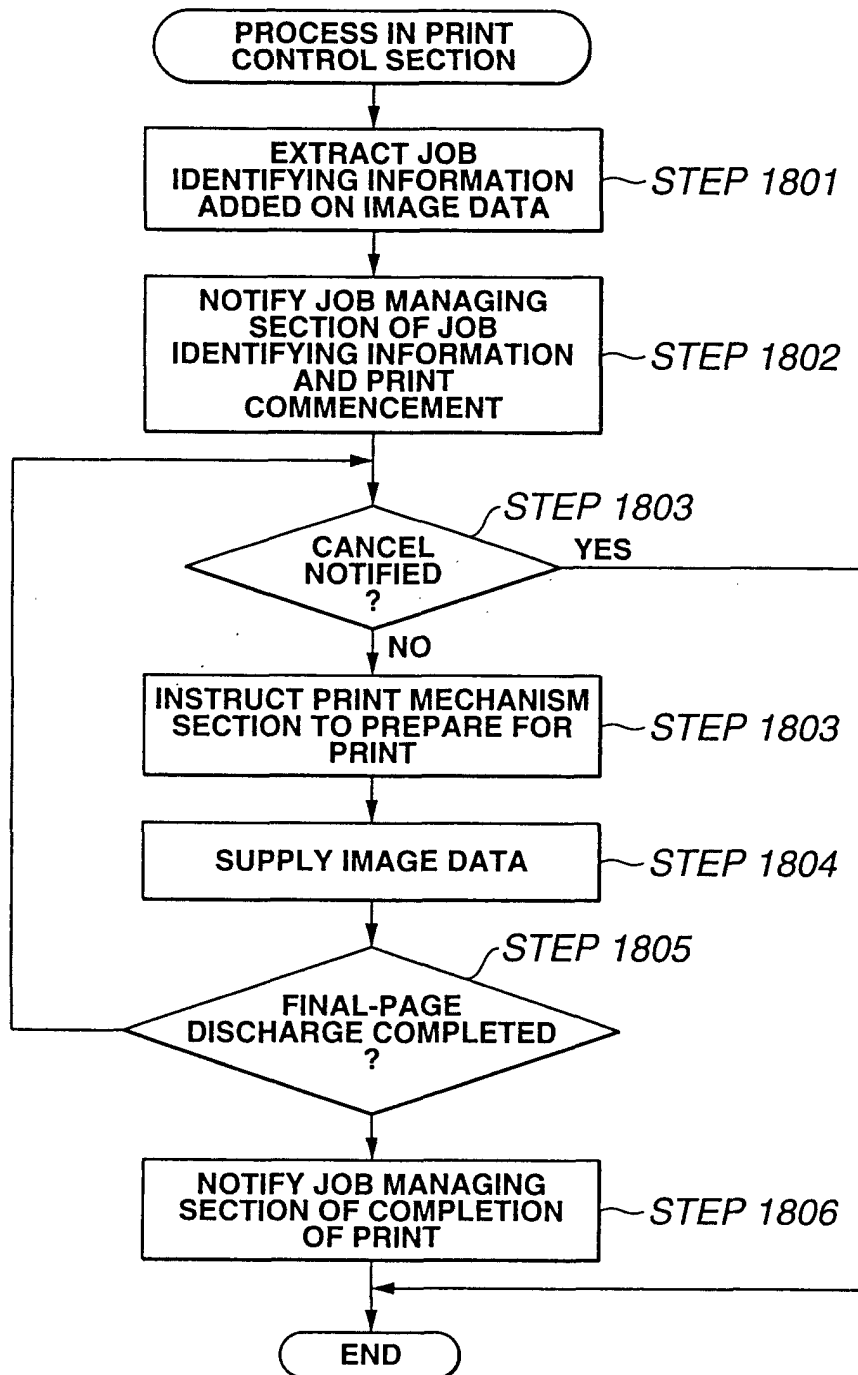 PROCESS IN PRINT
CONTROL SECTION
EXTRACT JOB
IDENTIFYING INFORMATION
ADDED ON IMAGE DATA
STEP 1801
NOTIFY JOB MANAGING
SECTION OF JOB
IDENTIFYING INFORMATION
AND PRINT
COMMENCEMENT
STEP 1802
STEP 1803
CANCEL
NOTIFIED
?
YES
NO
INSTRUCT PRINT MECHANISM
SECTION TO PREPARE FOR
PRINT
STEP 1803
SUPPLY IMAGE DATA
STEP 1804
STEP 1805
FINAL-PAGE
DISCHARGE COMPLETED
?
NOTIFY JOB MANAGING
SECTION OF COMPLETION
OF PRINT
STEP 1806
END